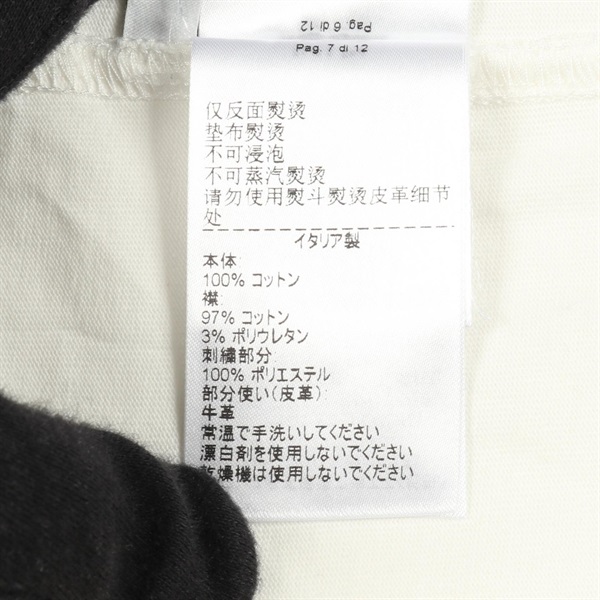 Pag. 6 di 12
Pag. 7 di 12
仅反面熨烫
垫布熨烫
不可浸泡
不可蒸汽熨烫
请勿使用熨斗熨烫皮革细节
处
イタリア製
本体:
100% コットン
襟:
97% コットン
3% ポリウレタン
刺繍部分:
100% ポリエステル
部分使い(皮革):
牛革
常温で手洗いしてください
漂白剤を使用しないでください
乾燥機は使用しないでください